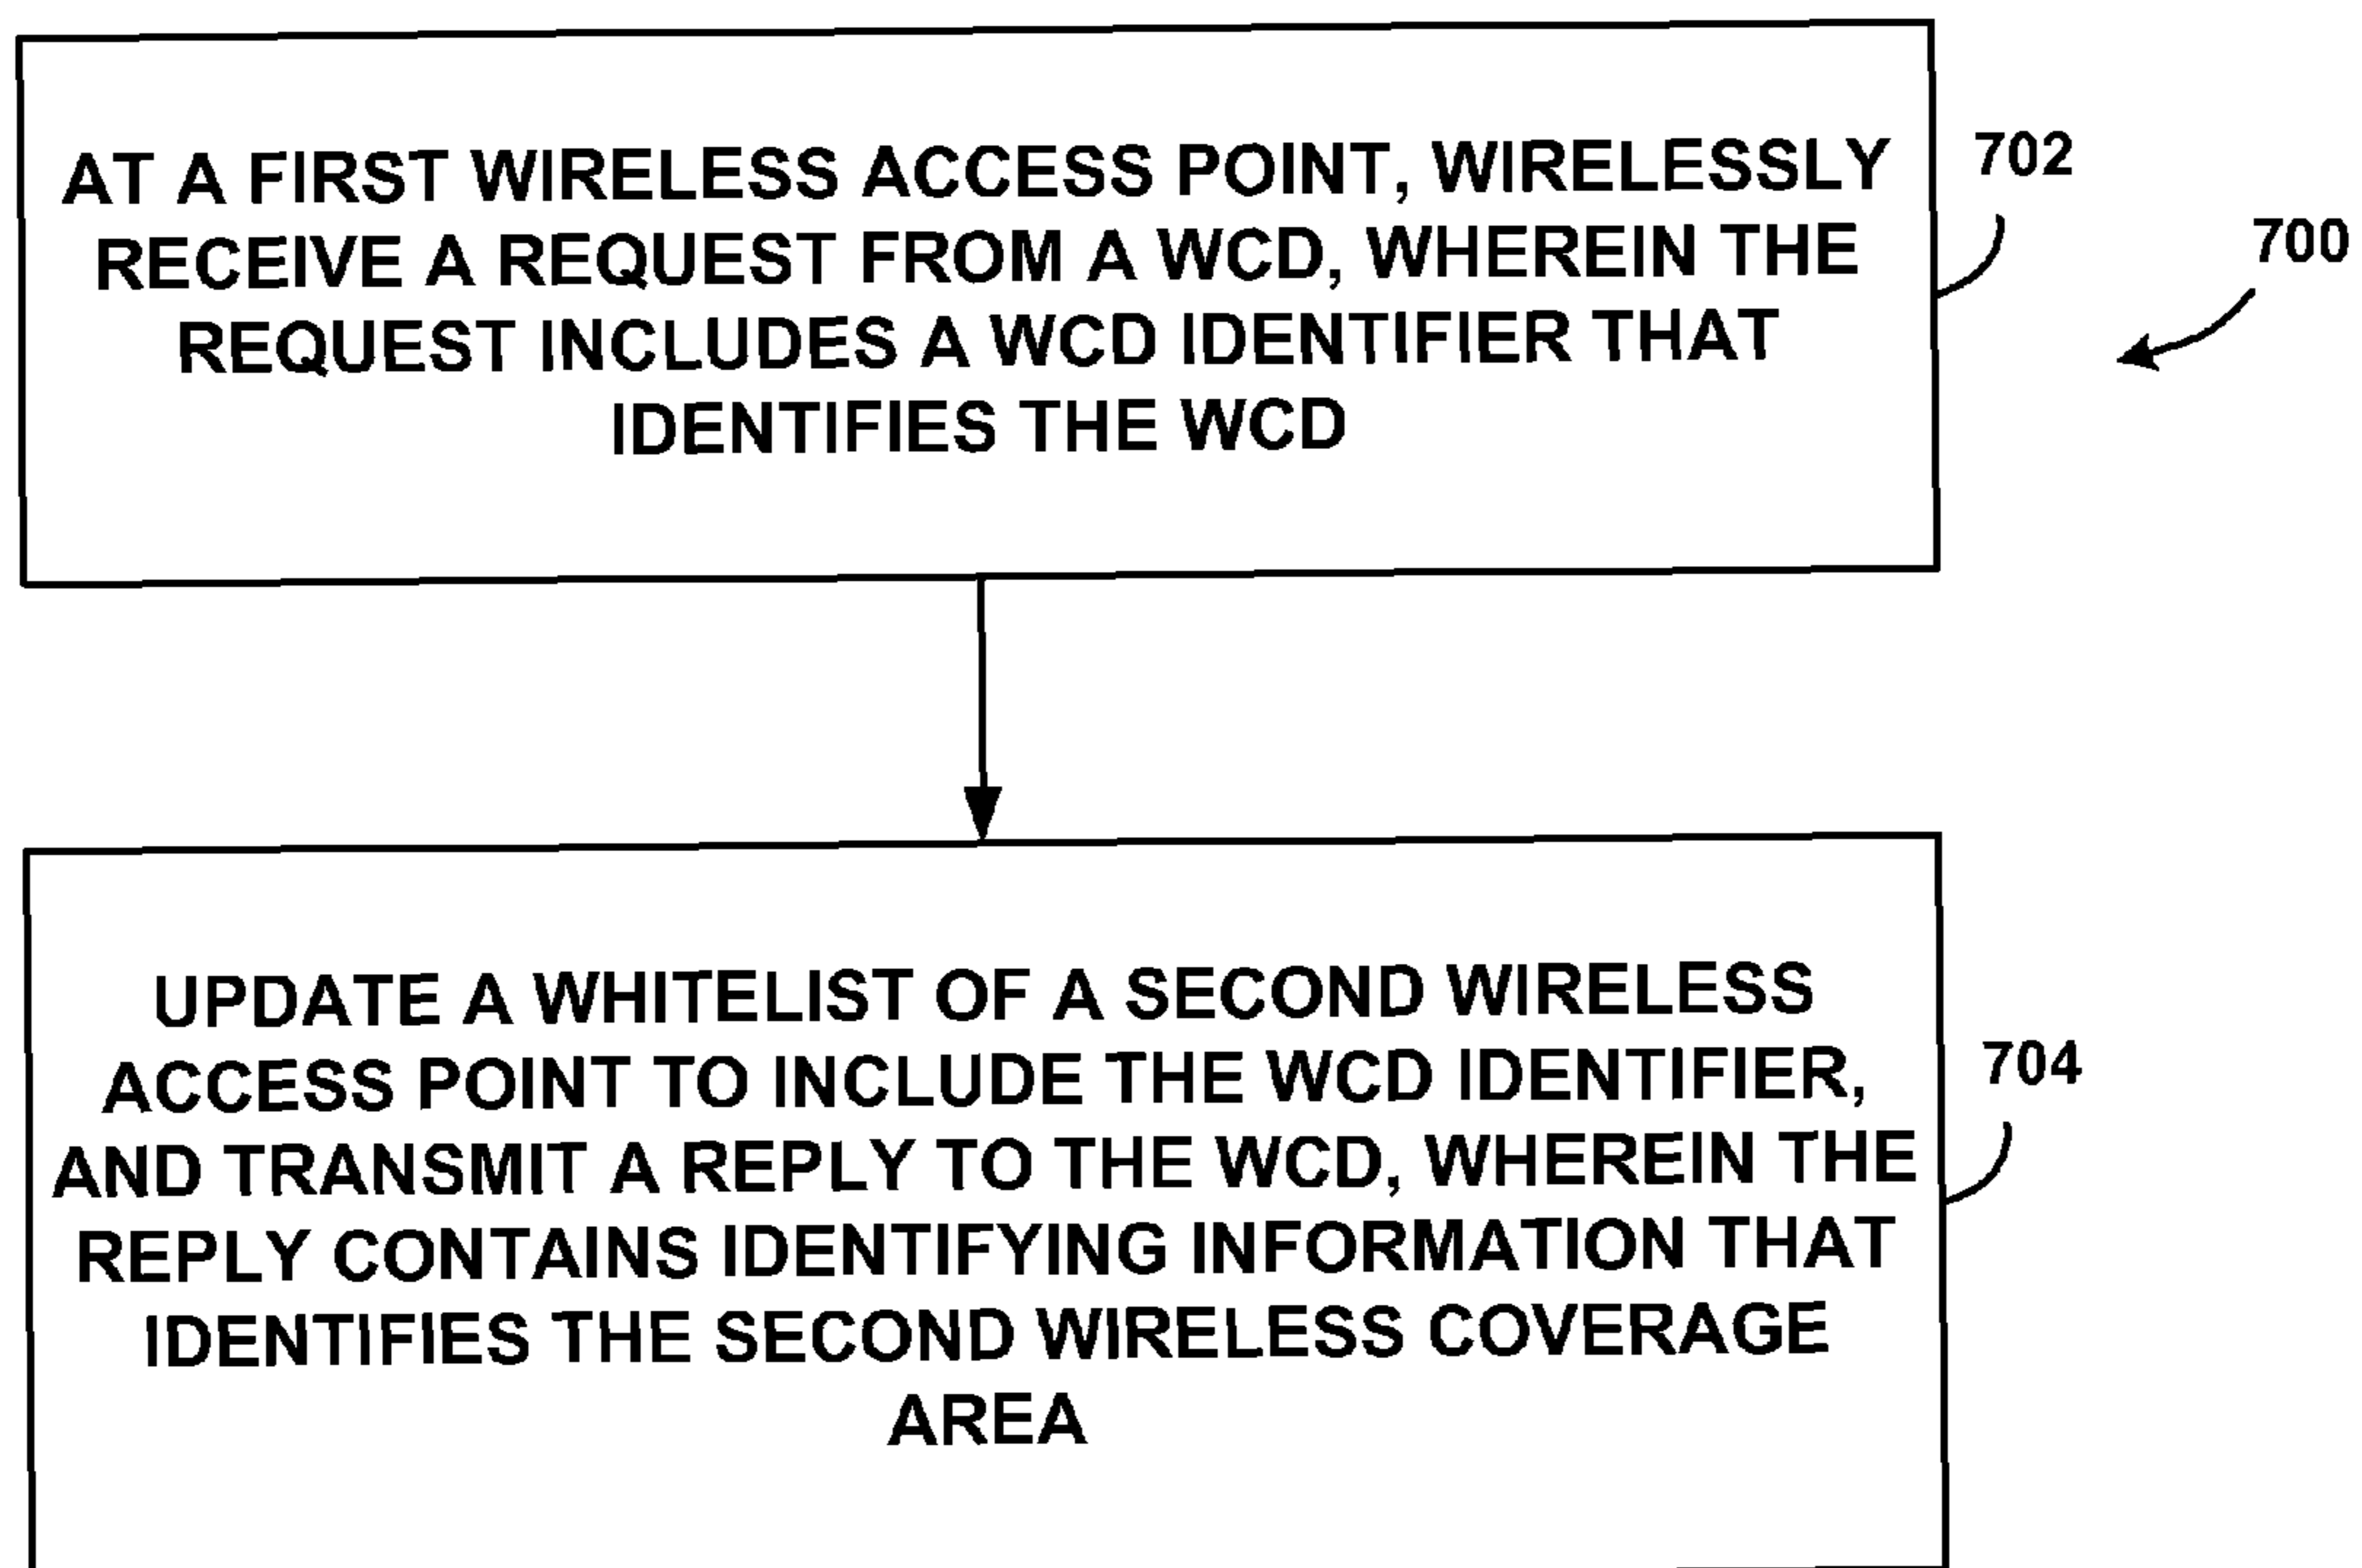 AT A FIRST WIRELESS ACCESS POINT, WIRELESSLY
RECEIVE A REQUEST FROM A WCD, WHEREIN THE
REQUEST INCLUDES A WCD IDENTIFIER THAT
IDENTIFIES THE WCD
702
700
UPDATE A WHITELIST OF A SECOND WIRELESS
ACCESS POINT TO INCLUDE THE WCD IDENTIFIER,
AND TRANSMIT A REPLY TO THE WCD, WHEREIN THE
REPLY CONTAINS IDENTIFYING INFORMATION THAT
IDENTIFIES THE SECOND WIRELESS COVERAGE
AREA
704